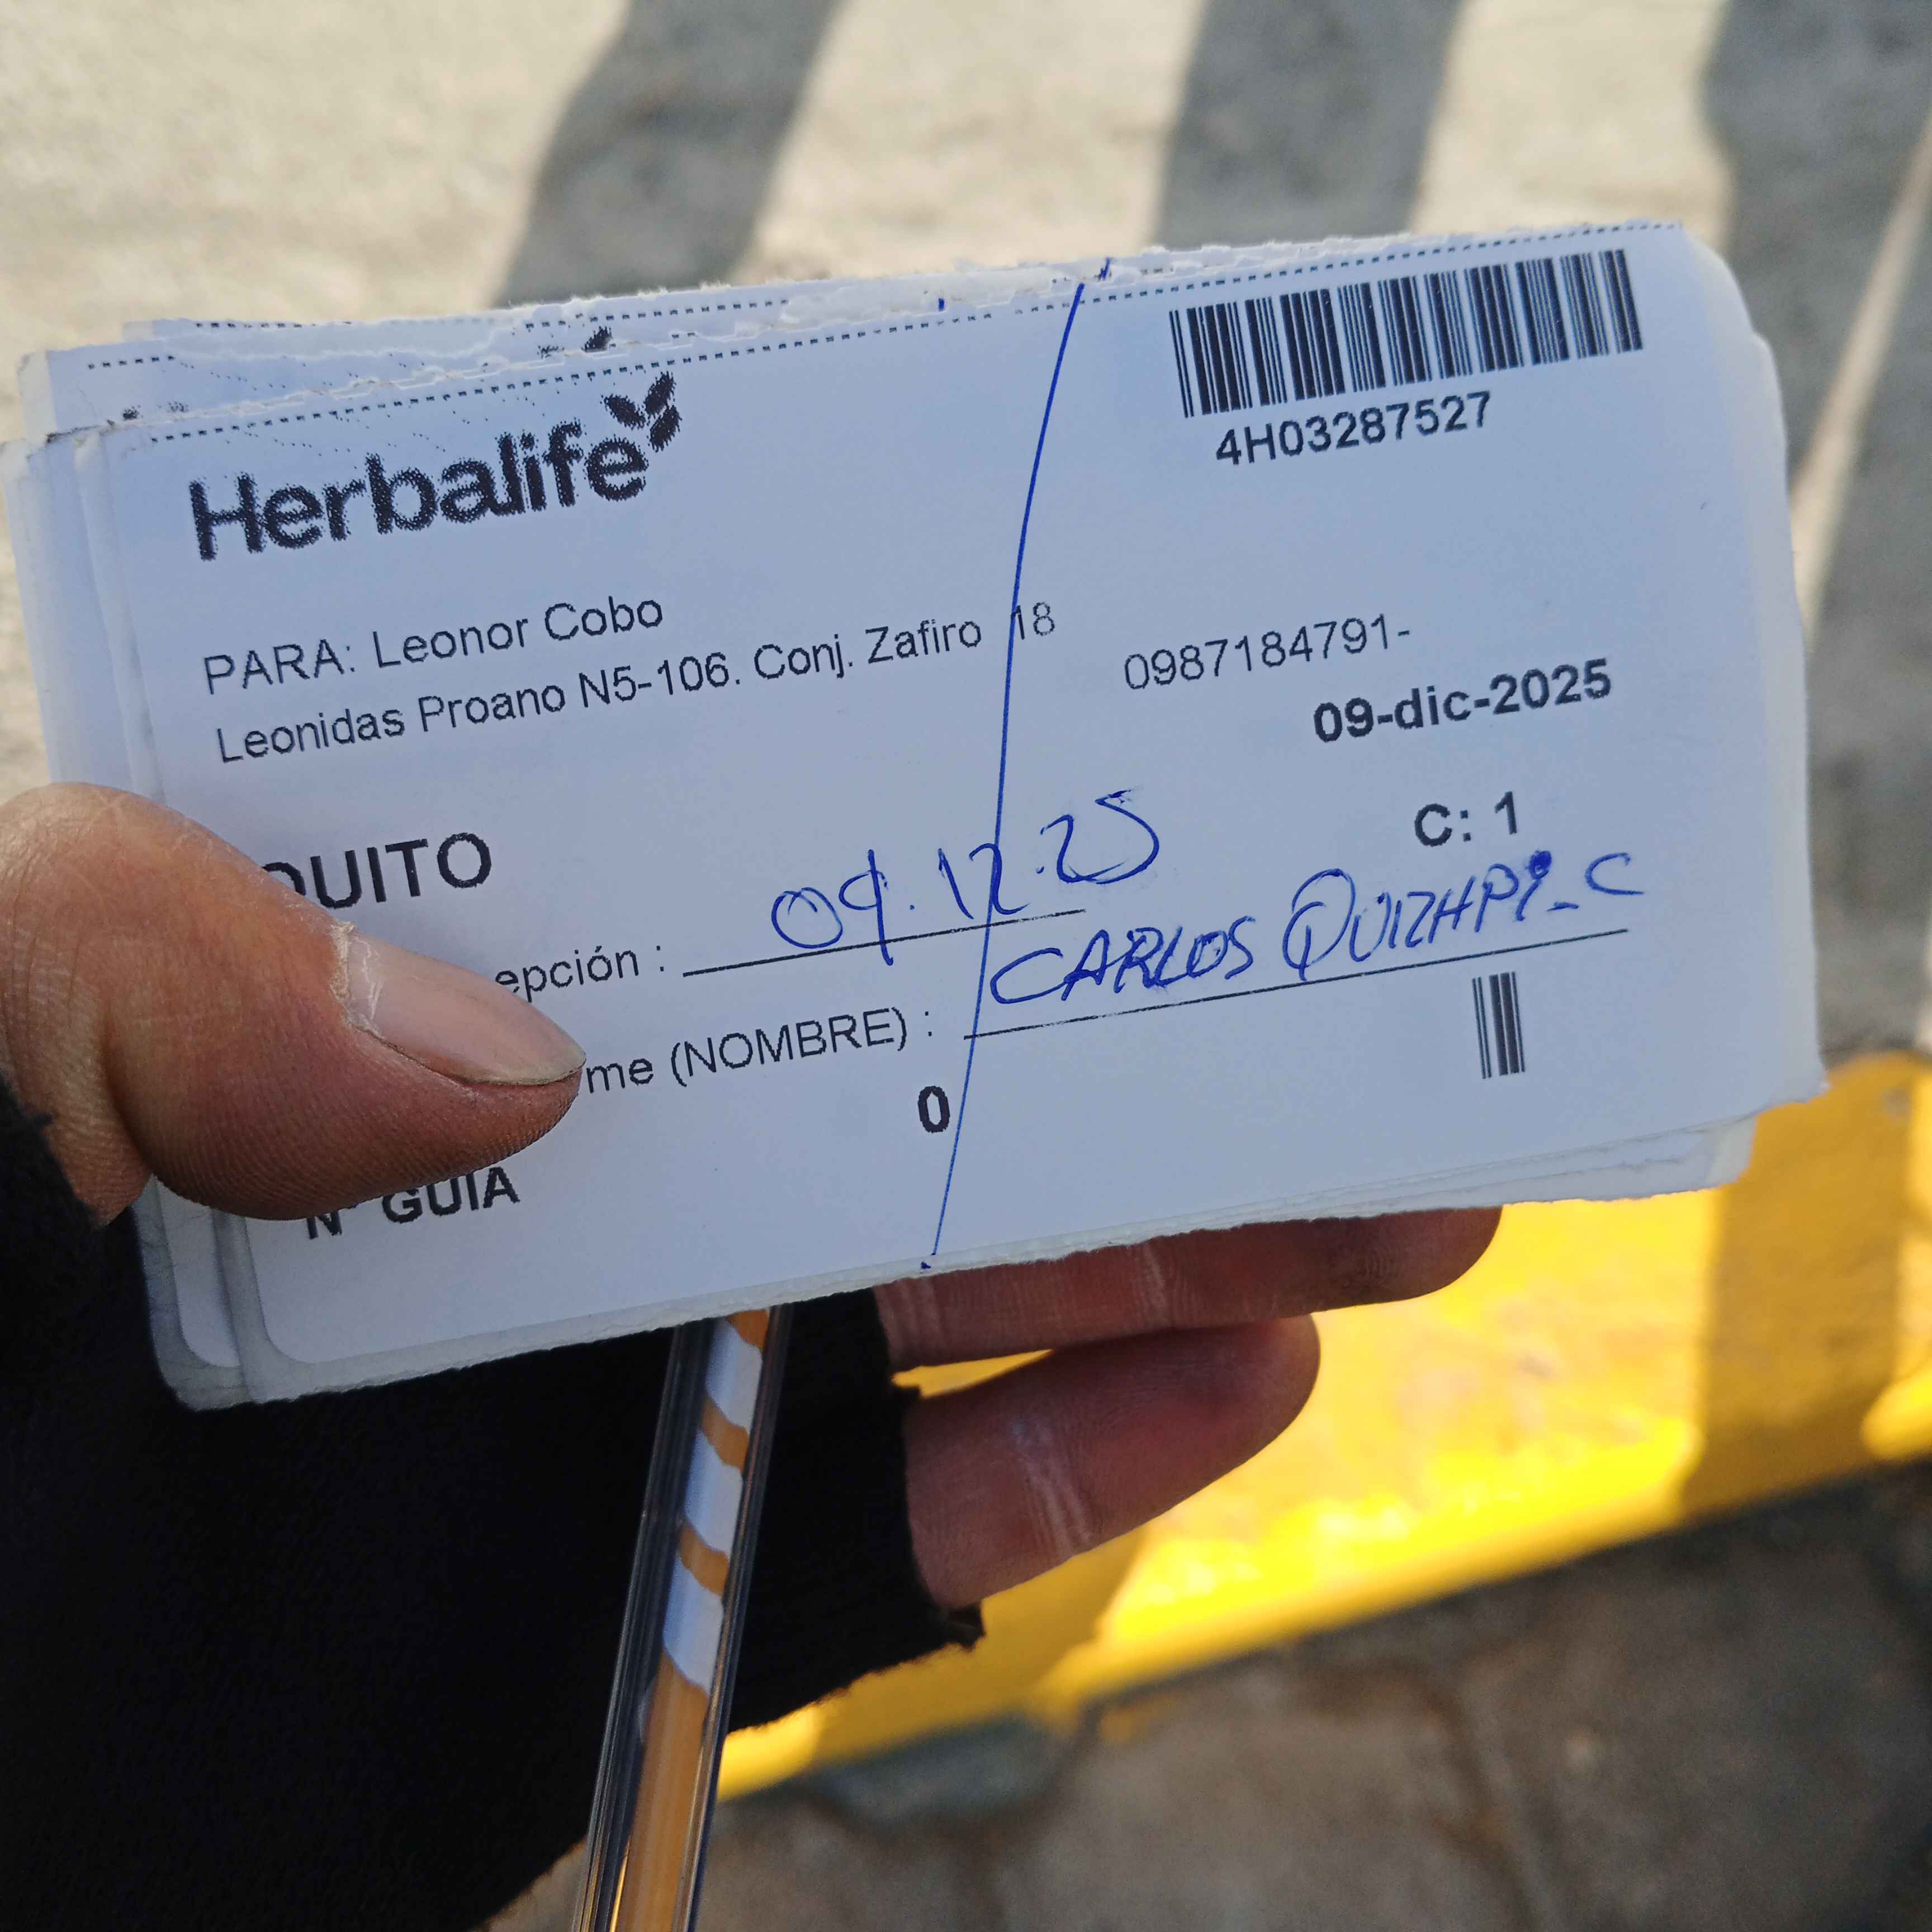 Herbalife
4H03287527
PARA: Leonor Cobo
Leonidas Proano N5-106. Conj. Zafiro 18
0987184791-
09-dic-2025
QUITO
C: 1
epción : 09.12.25
me (NOMBRE) : CARLOS QUIZHPI_C
0
N° GUIA